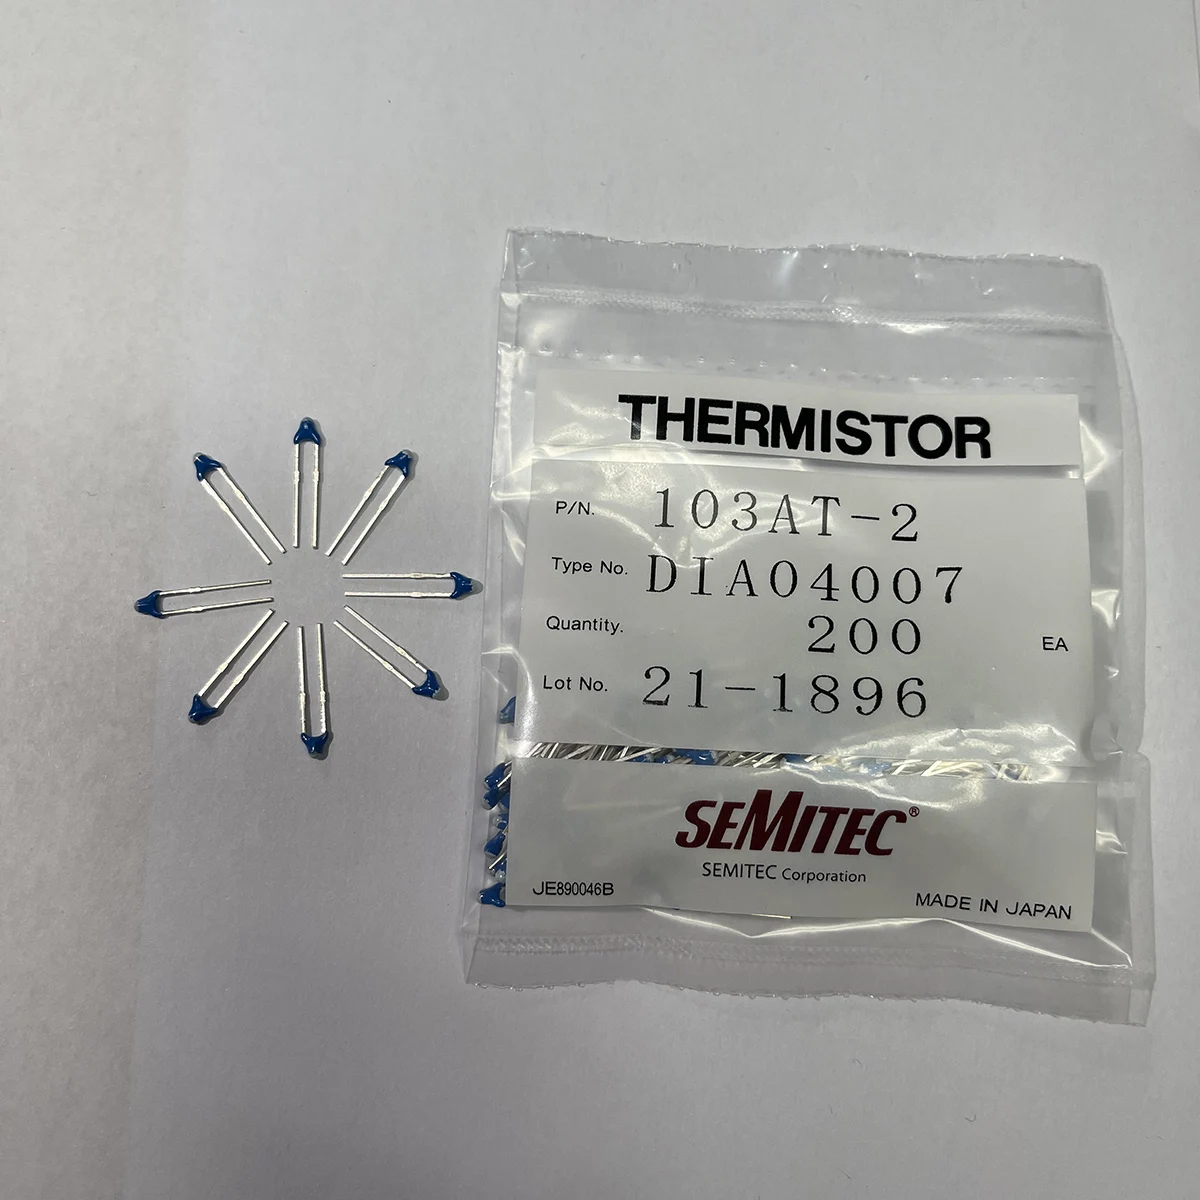 THERMISTOR
P/N. 103AT-2
Type No. DIA04007
Quantity. 200 EA
Lot No. 21-1896
SEMITEC®
SEMITEC Corporation
JE890046B MADE IN JAPAN